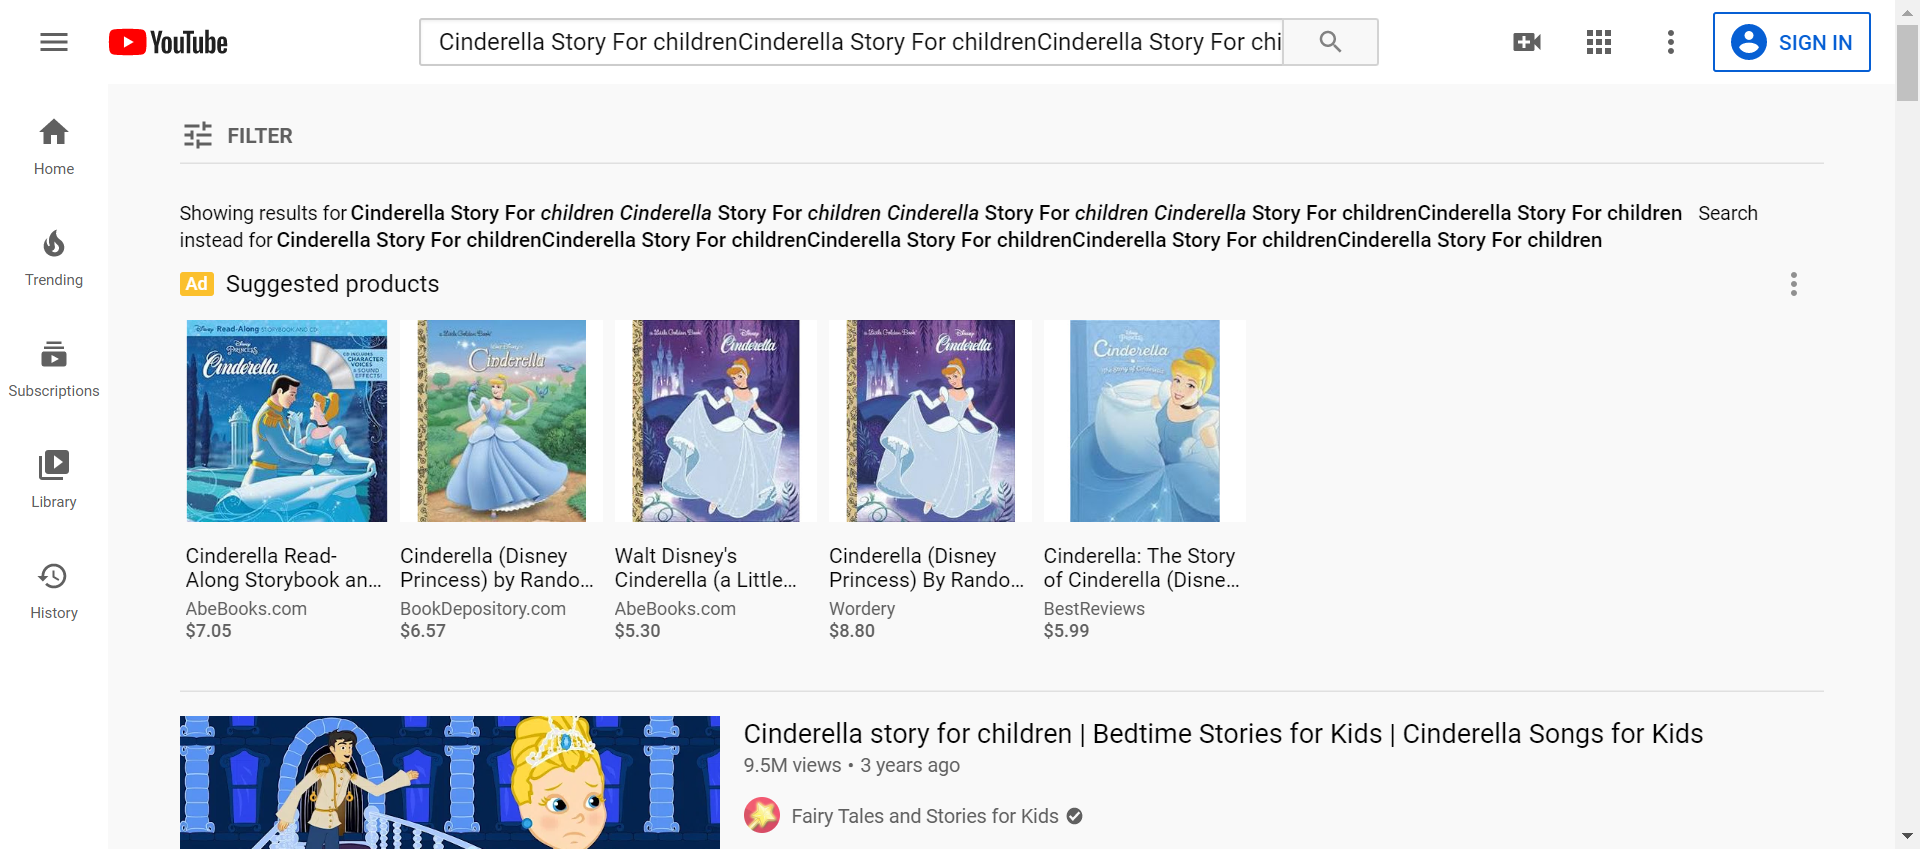 YouTube
Cinderella Story For childrenCinderella Story For childrenCinderella Story For chi
SIGN IN
Home
Trending
Subscriptions
Library
History
FILTER
Showing results for Cinderella Story For children Cinderella Story For children Cinderella Story For children Cinderella Story For childrenCinderella Story For children Search
instead for Cinderella Story For childrenCinderella Story For childrenCinderella Story For childrenCinderella Story For childrenCinderella Story For children
Ad Suggested products
Disney Read-Along STORYBOOK AND CD
PRINCESS
Cinderella
CD INCLUDES
CHARACTER
VOICES
& SOUND
EFFECTS!
a Little Golden Book
Cinderella
a Little Golden Book
Disney
Cinderella
a Little Golden Book
Disney
Cinderella
Disney
PRINCESS
Cinderella
The Story of Cinderella
Cinderella Read-
Along Storybook an...
AbeBooks.com
$7.05
Cinderella (Disney
Princess) by Rando...
BookDepository.com
$6.57
Walt Disney's
Cinderella (a Little...
AbeBooks.com
$5.30
Cinderella (Disney
Princess) By Rando...
Wordery
$8.80
Cinderella: The Story
of Cinderella (Disne...
BestReviews
$5.99
Cinderella story for children | Bedtime Stories for Kids | Cinderella Songs for Kids
9.5M views • 3 years ago
Fairy Tales and Stories for Kids